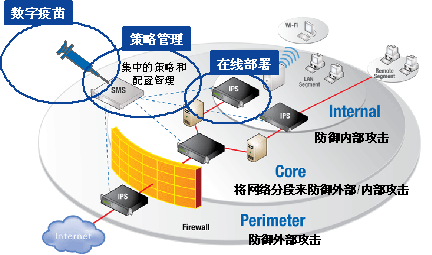 数字疫苗
策略管理
集中的策略和
配置管理
SMS
在线部署
IPS
Wi-Fi
LAN
Segment
Remote
Segment
IPS
Internal
防御内部攻击
Core
将网络分段来防御外部/内部攻击
IPS
Firewall
Perimeter
防御外部攻击
Internet